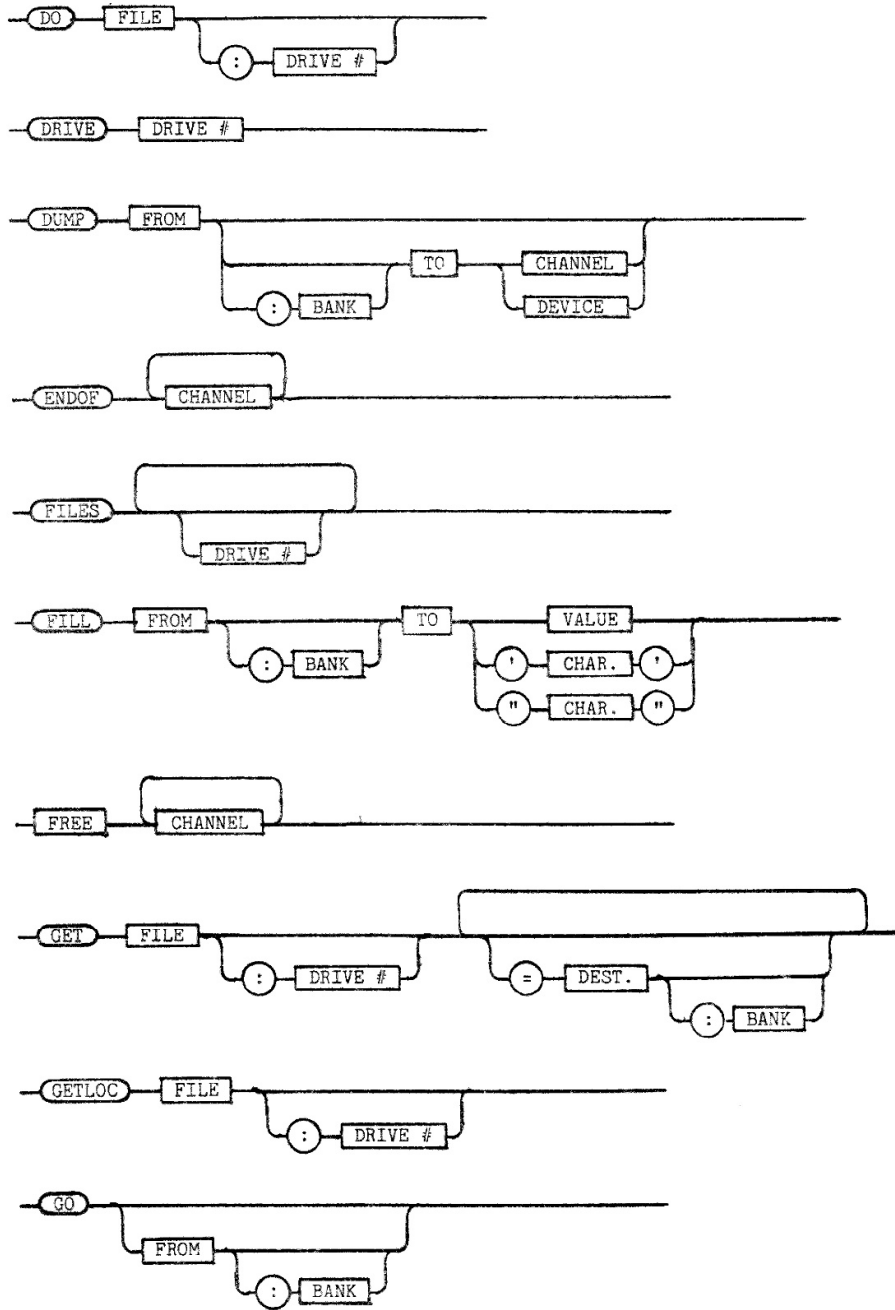 DO FILE
: DRIVE #
DRIVE DRIVE #
DUMP FROM
TO CHANNEL
: BANK DEVICE
ENDOF CHANNEL
FILES
DRIVE #
FILL FROM TO VALUE
: BANK ' CHAR. '
" CHAR. "
FREE CHANNEL
GET FILE
: DRIVE # = DEST.
: BANK
GETLOC FILE
: DRIVE #
GO
FROM
: BANK